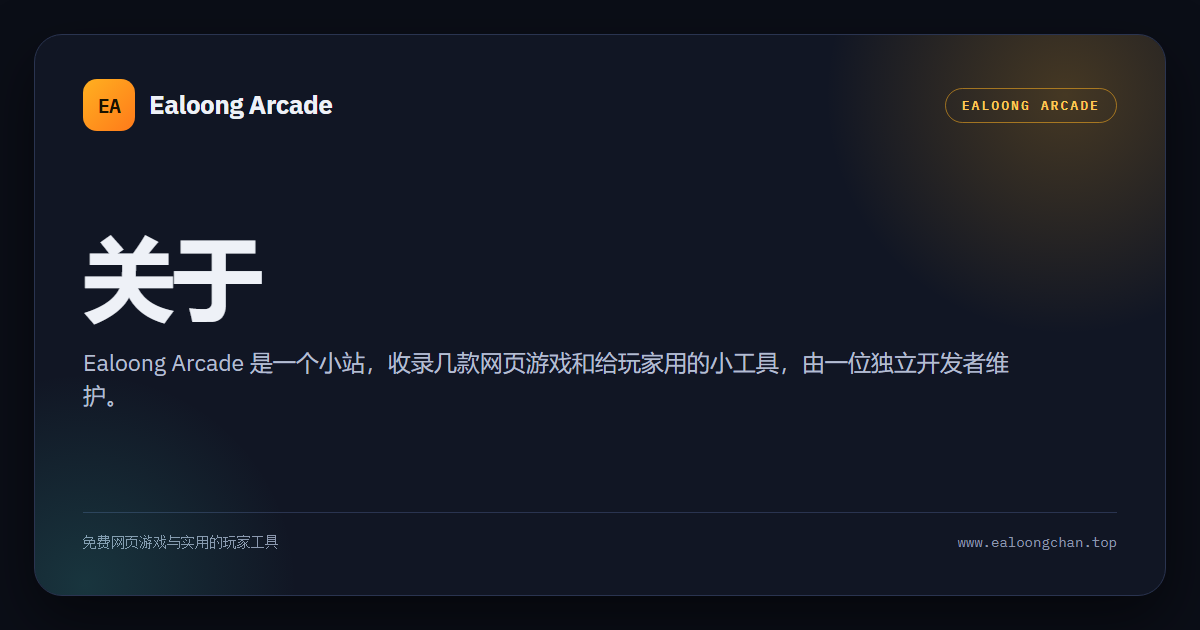 EA
Ealoong Arcade
EALOONG ARCADE
关于
Ealoong Arcade 是一个小站，收录几款网页游戏和给玩家用的小工具，由一位独立开发者维
护。
免费网页游戏与实用的玩家工具
www.ealoongchan.top